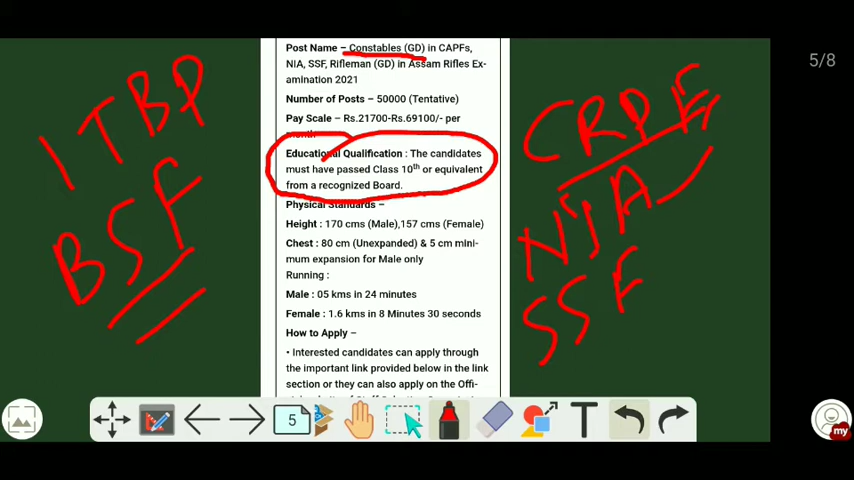 5/8
ITBP
BSF
Post Name – Constables (GD) in CAPFs,
NIA, SSF, Rifleman (GD) in Assam Rifles Ex-
amination 2021
Number of Posts – 50000 (Tentative)
Pay Scale – Rs.21700-Rs.69100/- per
month
Educational Qualification : The candidates
must have passed Class 10th or equivalent
from a recognized Board.
Physical Standards –
Height : 170 cms (Male),157 cms (Female)
Chest : 80 cm (Unexpanded) & 5 cm mini-
mum expansion for Male only
Running :
Male : 05 kms in 24 minutes
Female : 1.6 kms in 8 Minutes 30 seconds
How to Apply –
• Interested candidates can apply through
the important link provided below in the link
section or they can also apply on the Offi-
CRPF
NIA
SSF
5
T
my